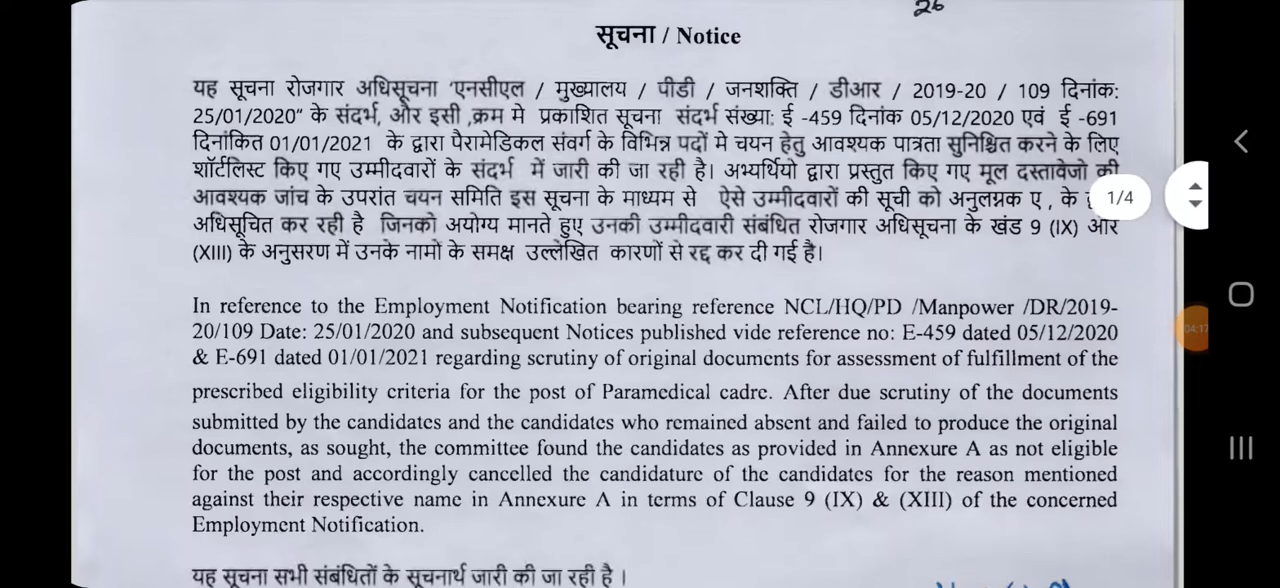 26
सूचना / Notice
यह सूचना रोजगार अधिसूचना 'एनसीएल / मुख्यालय / पीडी / जनशक्ति / डीआर / 2019-20 / 109 दिनांक:
25/01/2020" के संदर्भ, और इसी ,क्रम मे प्रकाशित सूचना संदर्भ संख्या: ई -459 दिनांक 05/12/2020 एवं ई -691
दिनांकित 01/01/2021 के द्वारा पैरामेडिकल संवर्ग के विभिन्न पदों मे चयन हेतु आवश्यक पात्रता सुनिश्चित करने के लिए
शॉर्टलिस्ट किए गए उम्मीदवारों के संदर्भ में जारी की जा रही है। अभ्यर्थियो द्वारा प्रस्तुत किए गए मूल दस्तावेजो की
आवश्यक जांच के उपरांत चयन समिति इस सूचना के माध्यम से ऐसे उम्मीदवारों की सूची को अनुलग्नक ए , के
1/4
अधिसूचित कर रही है जिनको अयोग्य मानते हुए उनकी उम्मीदवारी संबंधित रोजगार अधिसूचना के खंड 9 (IX) और
(XIII) के अनुसरण में उनके नामो के समक्ष उल्लेखित कारणों से रद्द कर दी गई है।
In reference to the Employment Notification bearing reference NCL/HQ/PD /Manpower /DR/2019-
20/109 Date: 25/01/2020 and subsequent Notices published vide reference no: E-459 dated 05/12/2020
04:17
& E-691 dated 01/01/2021 regarding scrutiny of original documents for assessment of fulfillment of the
prescribed eligibility criteria for the post of Paramedical cadre. After due scrutiny of the documents
submitted by the candidates and the candidates who remained absent and failed to produce the original
documents, as sought, the committee found the candidates as provided in Annexure A as not eligible
for the post and accordingly cancelled the candidature of the candidates for the reason mentioned
against their respective name in Annexure A in terms of Clause 9 (IX) & (XIII) of the concerned
Employment Notification.
यह सूचना सभी संबंधितों के सूचनार्थ जारी की जा रही है ।